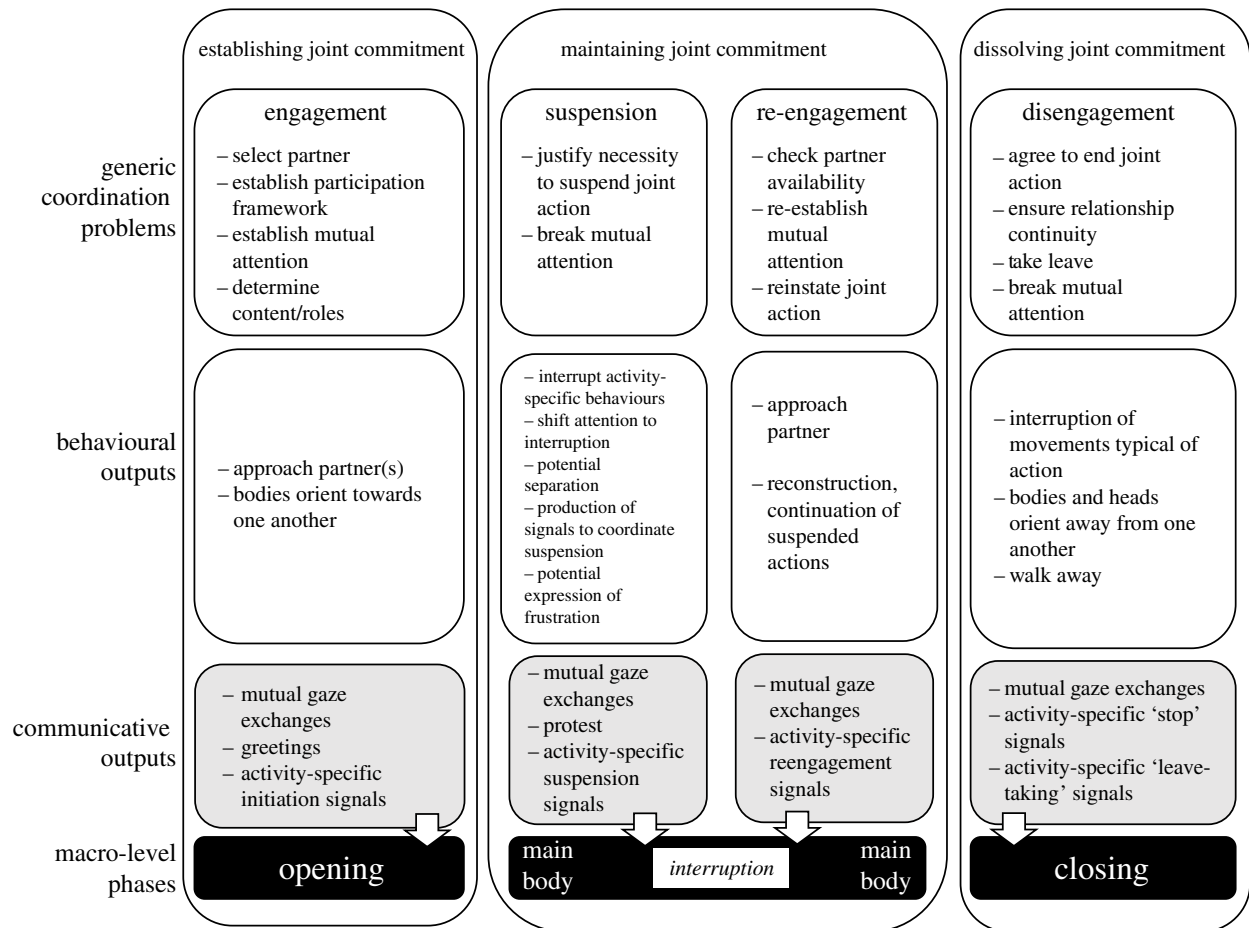 establishing joint commitment
maintaining joint commitment
dissolving joint commitment
generic
coordination
problems
engagement
– select partner
– establish participation
framework
– establish mutual
attention
– determine
content/roles
suspension
– justify necessity
to suspend joint
action
– break mutual
attention
re-engagement
– check partner
availability
– re-establish
mutual
attention
– reinstate joint
action
disengagement
– agree to end joint
action
– ensure relationship
continuity
– take leave
– break mutual
attention
behavioural
outputs
– approach partner(s)
– bodies orient towards
one another
– interrupt activity-
specific behaviours
– shift attention to
interruption
– potential
separation
– production of
signals to coordinate
suspension
– potential
expression of
frustration
– approach
partner
– reconstruction,
continuation of
suspended
actions
– interruption of
movements typical of
action
– bodies and heads
orient away from one
another
– walk away
communicative
outputs
– mutual gaze
exchanges
– greetings
– activity-specific
initiation signals
– mutual gaze
exchanges
– protest
– activity-specific
suspension
signals
– mutual gaze
exchanges
– activity-specific
reengagement
signals
– mutual gaze exchanges
– activity-specific ‘stop’
signals
– activity-specific ‘leave-
taking’ signals
macro-level
phases
opening
main
body
interruption
main
body
closing